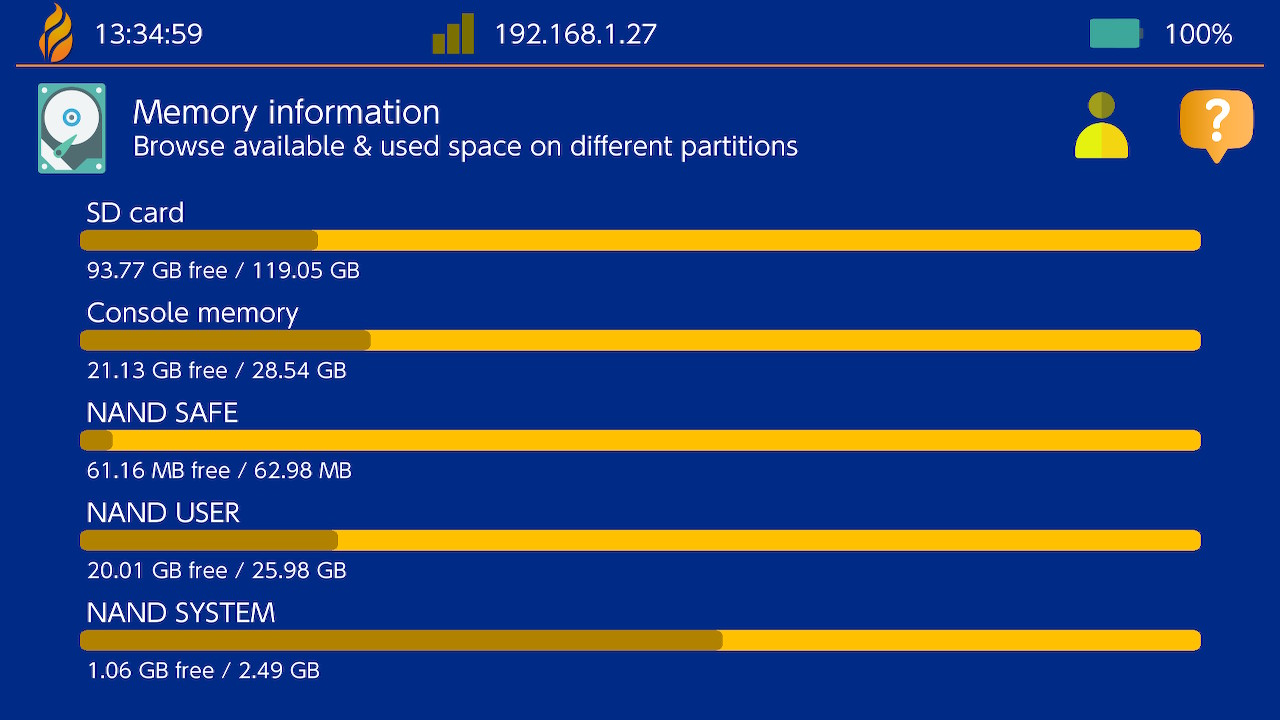 13:34:59
192.168.1.27
100%
Memory information
Browse available & used space on different partitions
?
SD card
93.77 GB free / 119.05 GB
Console memory
21.13 GB free / 28.54 GB
NAND SAFE
61.16 MB free / 62.98 MB
NAND USER
20.01 GB free / 25.98 GB
NAND SYSTEM
1.06 GB free / 2.49 GB